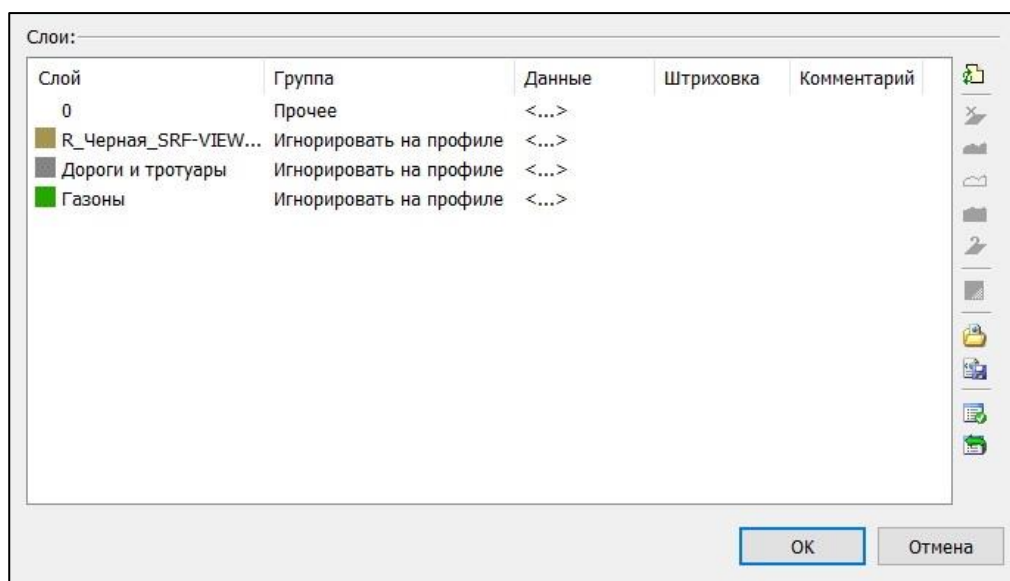 Слои:
Слой Группа Данные Штриховка Комментарий
0 Прочее <...>
R_Черная_SRF-VIEW... Игнорировать на профиле <...>
Дороги и тротуары Игнорировать на профиле <...>
Газоны Игнорировать на профиле <...>
OK Отмена